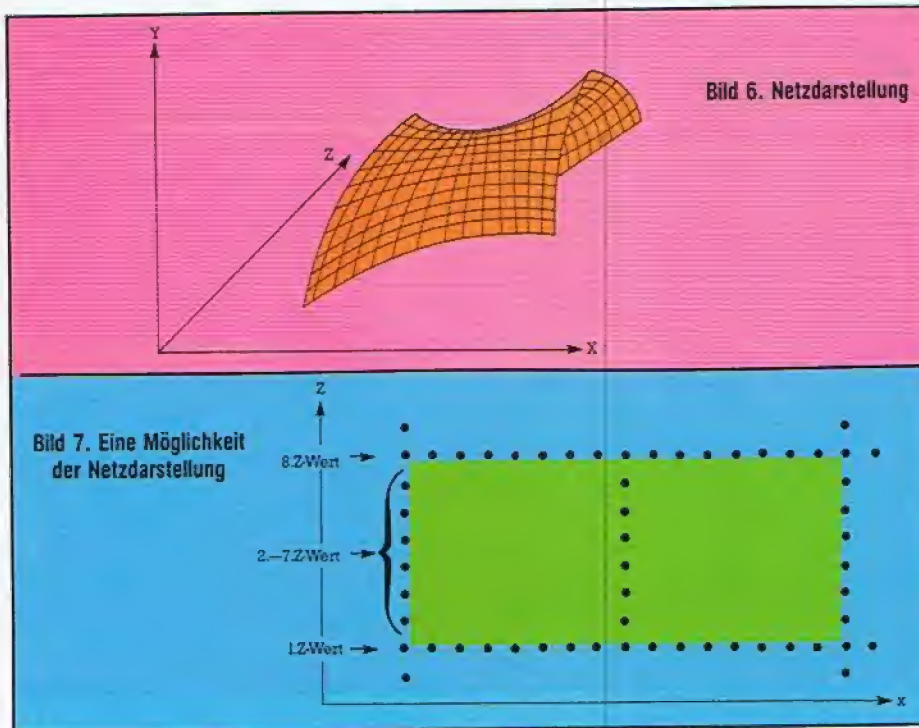 Y
Bild 6. Netzdarstellung
Z
X
Z
Bild 7. Eine Möglichkeit
der Netzdarstellung
8.Z-Wert
2.—7.Z-Wert
1.Z-Wert
x